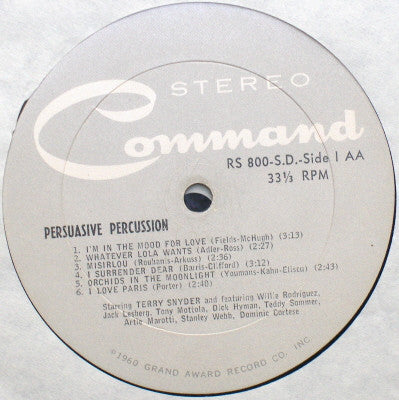 STEREO
Command
RS 800-S.D.-Side 1 AA
33⅓ RPM
PERSUASIVE PERCUSSION
1. I'M IN THE MOOD FOR LOVE (Fields-McHugh) (3:13)
2. WHATEVER LOLA WANTS (Adler-Ross) (2:27)
3. MISIRLOU (Roubanis-Arkuss) (2:36)
4. I SURRENDER DEAR (Barris-Clifford) (3:12)
5. ORCHIDS IN THE MOONLIGHT (Youmans-Kahn-Eliscu) (2:43)
6. I LOVE PARIS (Porter) (2:40)
Starring TERRY SNYDER and featuring Willie Rodriguez,
Jack Lesberg, Tony Mottola, Dick Hyman, Teddy Sommer,
Artie Marotti, Stanley Webb, Dominic Cortese
©1960 GRAND AWARD RECORD CO. INC.